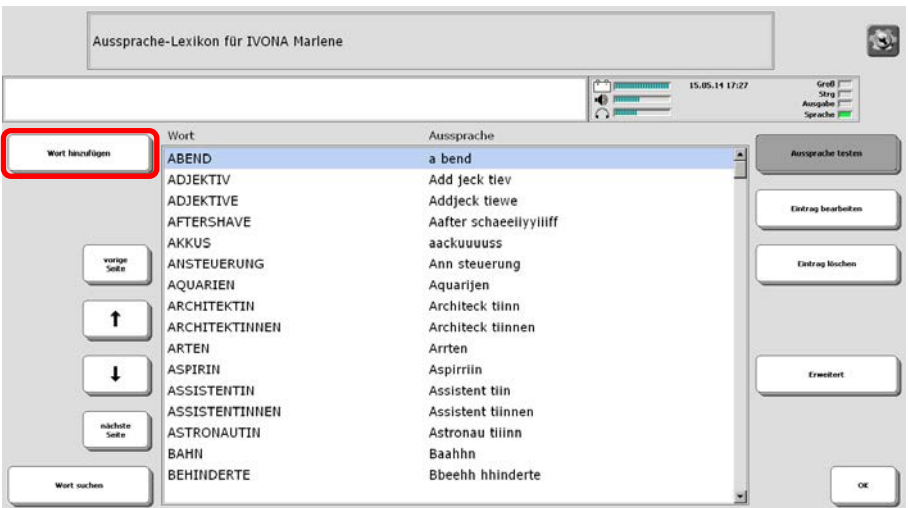 Aussprache-Lexikon für IVONA Marlene
15.05.14 17:27
Groß
Strg
Ausgabe
Sprache
Wort Aussprache
Wort hinzufügen
Aussprache testen
ABEND a bend
ADJEKTIV Add jeck tiev
ADJEKTIVE Addjeck tiewe
Eintrag bearbeiten
AFTERSHAVE Aafter schaeeiiyyiiiff
AKKUS aackuuuuss
vorige
Seite
ANSTEUERUNG Ann steuerung
Eintrag löschen
AQUARIEN Aquarijen
ARCHITEKTIN Architeck tiinn
ARCHITEKTINNEN Architeck tiinnen
ARTEN Arrten
ASPIRIN Aspirriin
Erweitert
ASSISTENTIN Assistent tiin
ASSISTENTINNEN Assistent tiinnen
nächste
Seite
ASTRONAUTIN Astronau tiiinn
BAHN Baahhn
BEHINDERTE Bbeehh hhinderte
Wort suchen
OK